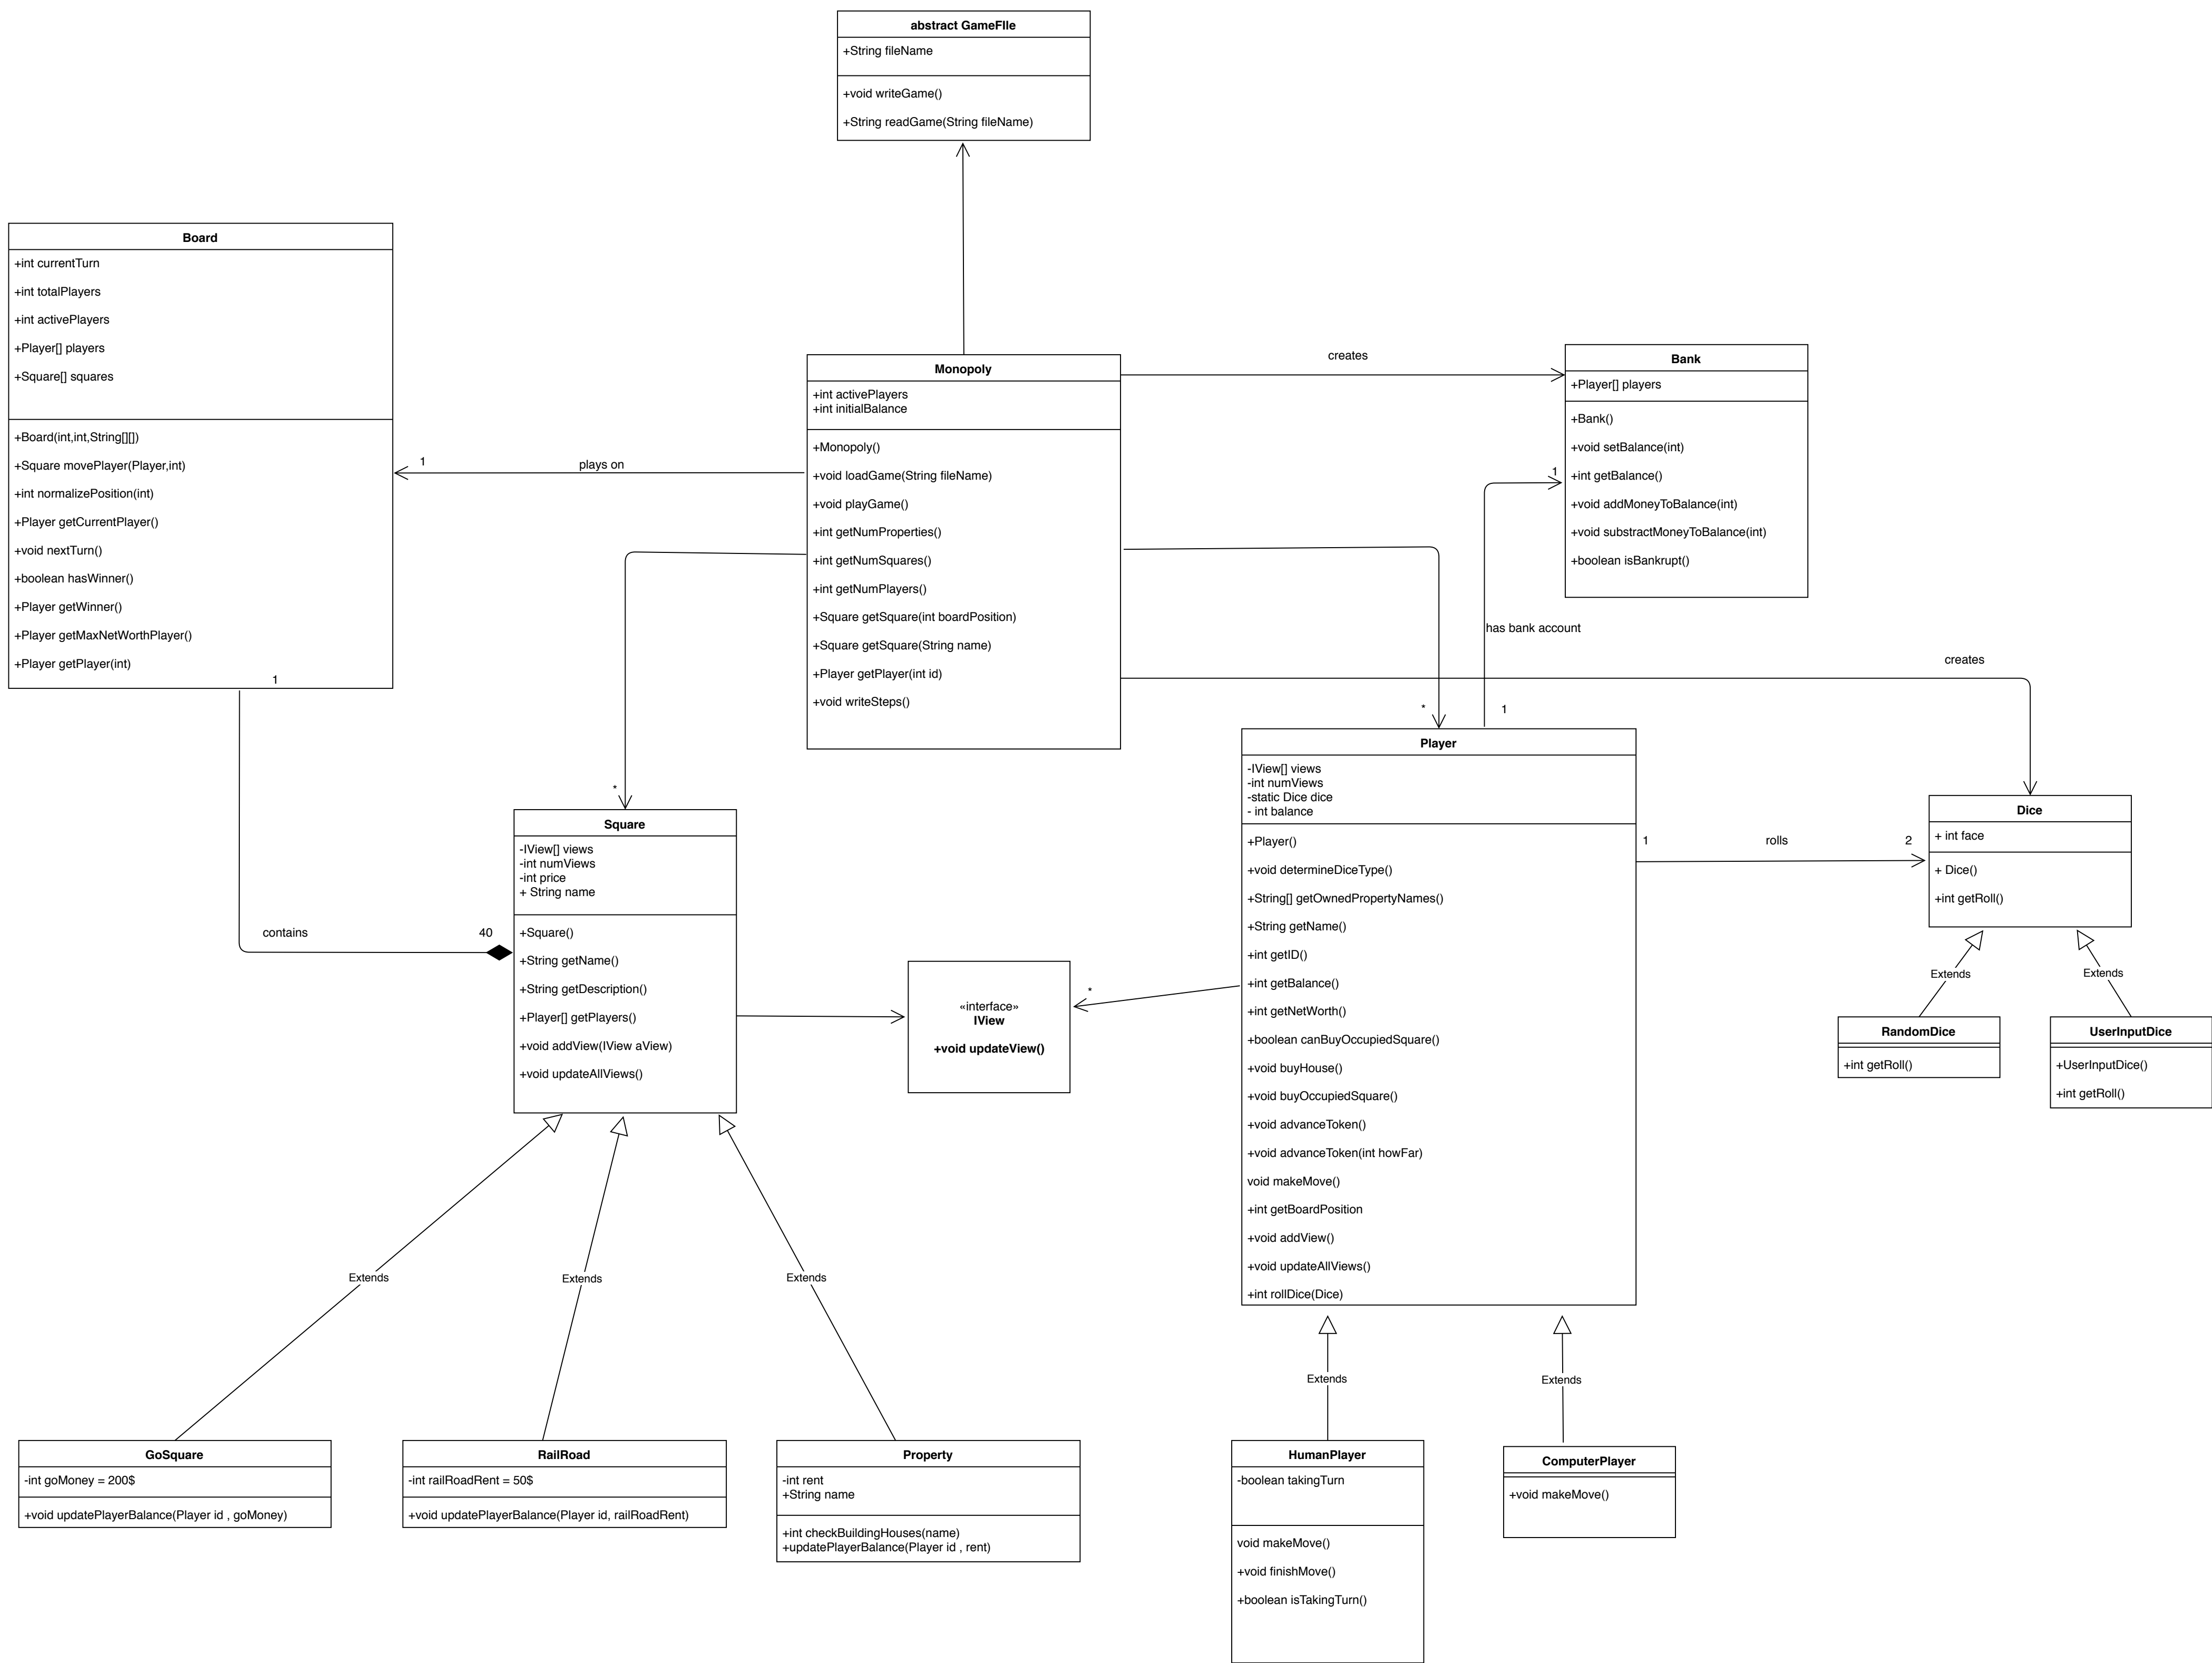 abstract GameFIle
+String fileName
+void writeGame()
+String readGame(String fileName)
Board
+int currentTurn
+int totalPlayers
+int activePlayers
+Player[] players
+Square[] squares
+Board(int,int,String[][])
+Square movePlayer(Player,int)
+int normalizePosition(int)
+Player getCurrentPlayer()
+void nextTurn()
+boolean hasWinner()
+Player getWinner()
+Player getMaxNetWorthPlayer()
+Player getPlayer(int)
1
1
plays on
Monopoly
+int activePlayers
+int initialBalance
+Monopoly()
+void loadGame(String fileName)
+void playGame()
+int getNumProperties()
+int getNumSquares()
+int getNumPlayers()
+Square getSquare(int boardPosition)
+Square getSquare(String name)
+Player getPlayer(int id)
+void writeSteps()
creates
Bank
+Player[] players
+Bank()
+void setBalance(int)
+int getBalance()
+void addMoneyToBalance(int)
+void substractMoneyToBalance(int)
+boolean isBankrupt()
1
has bank account
1
*
creates
*
contains
40
Square
-IView[] views
-int numViews
-int price
+ String name
+Square()
+String getName()
+String getDescription()
+Player[] getPlayers()
+void addView(IView aView)
+void updateAllViews()
«interface»
IView
+void updateView()
*
Player
-IView[] views
-int numViews
-static Dice dice
- int balance
+Player()
+void determineDiceType()
+String[] getOwnedPropertyNames()
+String getName()
+int getID()
+int getBalance()
+int getNetWorth()
+boolean canBuyOccupiedSquare()
+void buyHouse()
+void buyOccupiedSquare()
+void advanceToken()
+void advanceToken(int howFar)
void makeMove()
+int getBoardPosition
+void addView()
+void updateAllViews()
+int rollDice(Dice)
1
rolls
2
Dice
+ int face
+ Dice()
+int getRoll()
Extends
Extends
RandomDice
+int getRoll()
UserInputDice
+UserInputDice()
+int getRoll()
Extends
Extends
Extends
Extends
Extends
GoSquare
-int goMoney = 200$
+void updatePlayerBalance(Player id , goMoney)
RailRoad
-int railRoadRent = 50$
+void updatePlayerBalance(Player id, railRoadRent)
Property
-int rent
+String name
+int checkBuildingHouses(name)
+updatePlayerBalance(Player id , rent)
HumanPlayer
-boolean takingTurn
void makeMove()
+void finishMove()
+boolean isTakingTurn()
ComputerPlayer
+void makeMove()